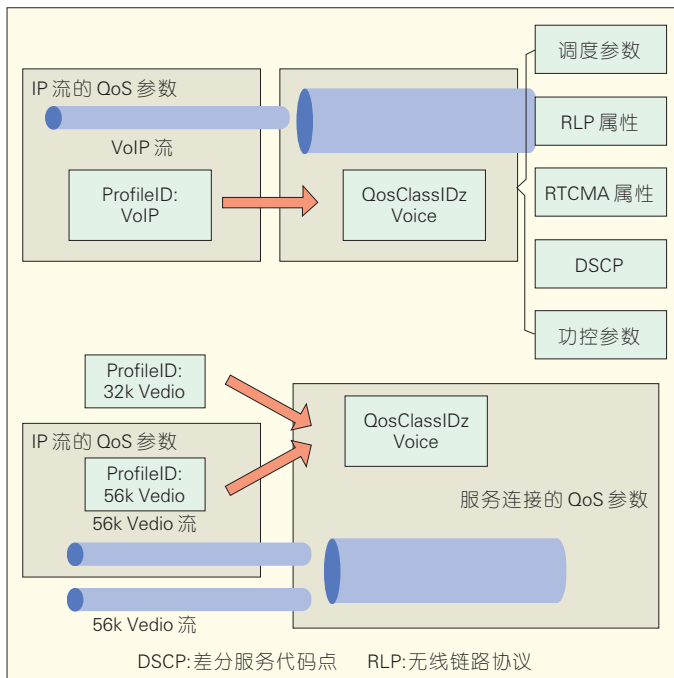 IP 流的 QoS 参数
VoIP 流
ProfileID:
VoIP
QosClassIDz
Voice
调度参数
RLP 属性
RTCMA 属性
DSCP
功控参数
ProfileID:
32k Vedio
IP 流的 QoS 参数
ProfileID:
56k Vedio
56k Vedio 流
56k Vedio 流
QosClassIDz
Voice
服务连接的 QoS 参数
DSCP:差分服务代码点 RLP:无线链路协议